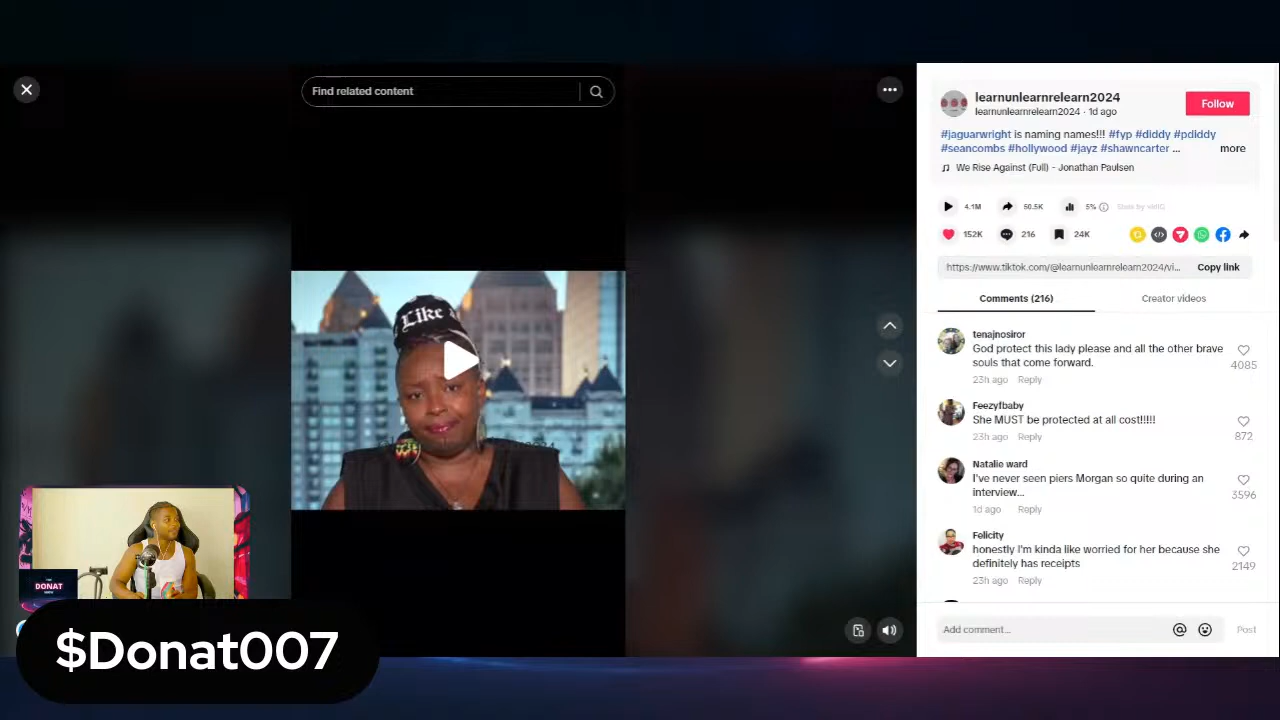 Find related content
learnunlearnrelearn2024
learnunlearnrelearn2024 · 1d ago
Follow
#jaguarwright is naming names!!! #fyp #diddy #pdiddy
#seancombs #hollywood #jayz #shawncarter ...
more
We Rise Against (Full) - Jonathan Paulsen
4.1M
50.5K
5%
152K
216
24K
https://www.tiktok.com/@learnunlearnrelearn2024/vi...
Copy link
Comments (216)
Creator videos
tenajnosiror
God protect this lady please and all the other brave
souls that come forward.
4085
23h ago Reply
Feezyfbaby
She MUST be protected at all cost!!!!!
23h ago Reply
872
Natalie ward
I've never seen piers Morgan so quite during an
interview...
3596
1d ago Reply
Felicity
honestly I'm kinda like worried for her because she
definitely has receipts
2149
23h ago Reply
Add comment...
Post
Like
DONAT
$Donat007